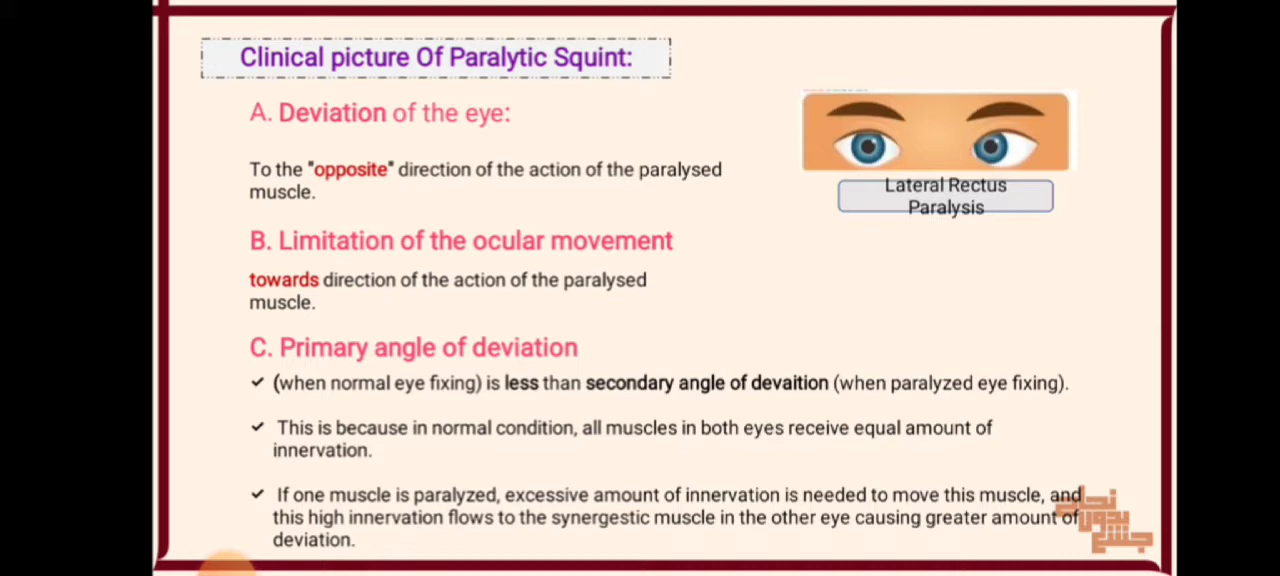 Clinical picture Of Paralytic Squint:
A. Deviation of the eye:
To the "opposite" direction of the action of the paralysed
muscle.
Lateral Rectus
Paralysis
B. Limitation of the ocular movement
towards direction of the action of the paralysed
muscle.
C. Primary angle of deviation
✓ (when normal eye fixing) is less than secondary angle of devaition (when paralyzed eye fixing).
✓ This is because in normal condition, all muscles in both eyes receive equal amount of
innervation.
✓ If one muscle is paralyzed, excessive amount of innervation is needed to move this muscle, and
this high innervation flows to the synergestic muscle in the other eye causing greater amount of
deviation.